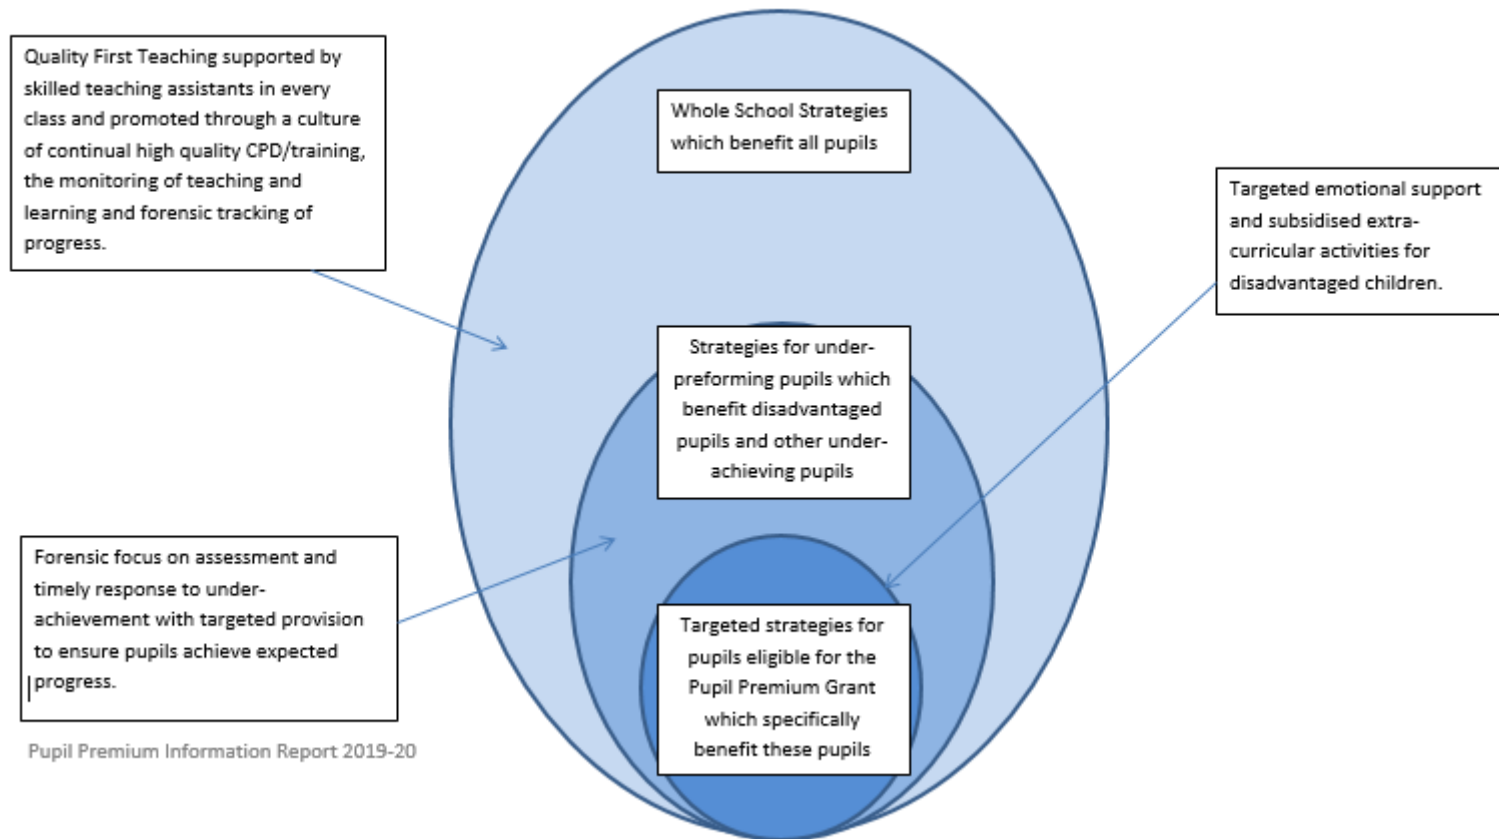 Quality First Teaching supported by
skilled teaching assistants in every
class and promoted through a culture
of continual high quality CPD/training,
the monitoring of teaching and
learning and forensic tracking of
progress.
Whole School Strategies
which benefit all pupils
Targeted emotional support
and subsidised extra-
curricular activities for
disadvantaged children.
Strategies for under-
preforming pupils which
benefit disadvantaged
pupils and other under-
achieving pupils
Forensic focus on assessment and
timely response to under-
achievement with targeted provision
to ensure pupils achieve expected
progress.
Targeted strategies for
pupils eligible for the
Pupil Premium Grant
which specifically
benefit these pupils
Pupil Premium Information Report 2019-20